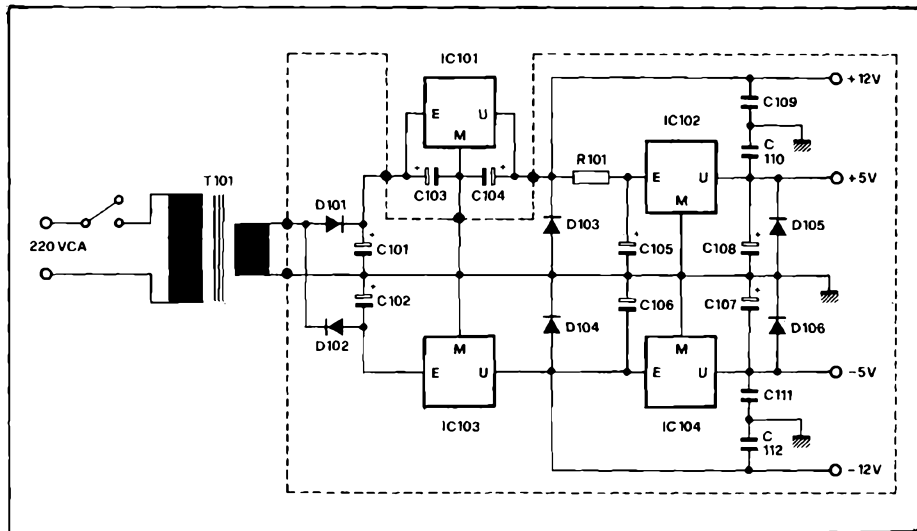 IC101
E
U
M
C103
+
C104
+
T101
220 VCA
D101
D102
C101
+
C102
+
E
M
U
IC103
R101
D103
D104
C105
+
C106
IC102
E
U
M
M
E
U
IC104
C109
C
110
C108
+
C107
+
D105
D106
C111
C
112
+12V
+5V
-5V
-12V